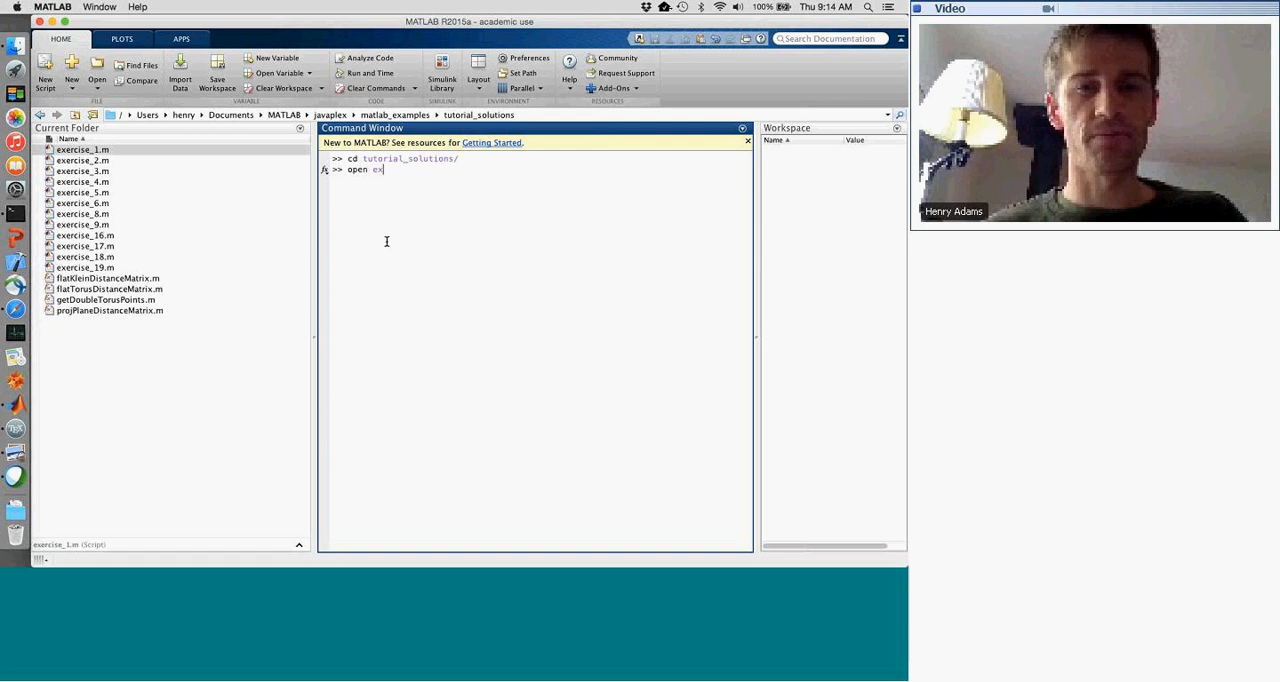 MATLAB Window Help 100% Thu 9:14 AM
MATLAB R2015a - academic use
HOME PLOTS APPS Search Documentation
New Script New Open Find Files Compare Import Data Save Workspace New Variable Open Variable Clear Workspace Analyze Code Run and Time Clear Commands Simulink Library Layout Preferences Set Path Parallel Help Community Request Support Add-Ons
FILE VARIABLE CODE SIMULINK ENVIRONMENT RESOURCES
/ Users henry Documents MATLAB javaplex matlab_examples tutorial_solutions
Current Folder
Name
exercise_1.m
exercise_2.m
exercise_3.m
exercise_4.m
exercise_5.m
exercise_6.m
exercise_8.m
exercise_9.m
exercise_16.m
exercise_17.m
exercise_18.m
exercise_19.m
flatKleinDistanceMatrix.m
flatTorusDistanceMatrix.m
getDoubleTorusPoints.m
projPlaneDistanceMatrix.m
exercise_1.m (Script)
Command Window
New to MATLAB? See resources for Getting Started.
>> cd tutorial_solutions/
fx >> open ex
Workspace
Name Value
Video
Henry Adams